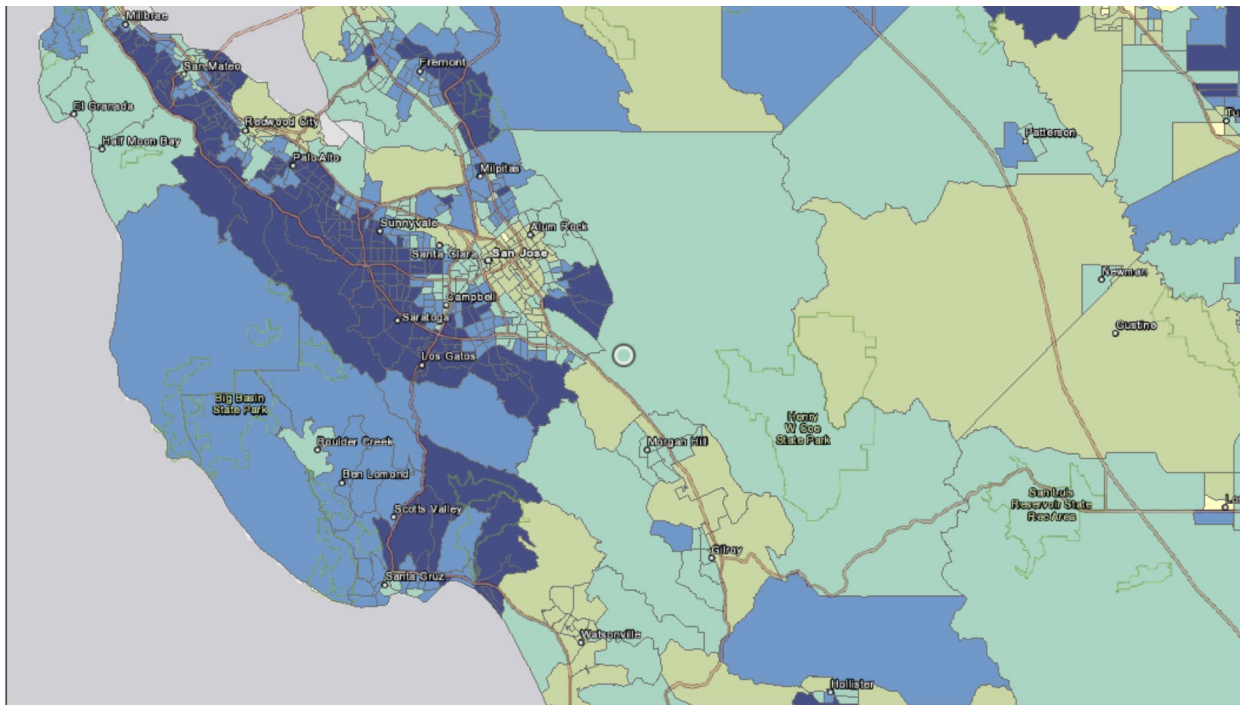 Millbrae
San Mateo
Fremont
El Granada
Redwood City
Half Moon Bay
Palo Alto
Milpitas
Patterson
Sunnyvale
Alum Rock
Santa Clara
San Jose
Newman
Campbell
Saratoga
Gustine
Los Gatos
Big Basin
State Park
Henry
W Coe
State Park
Boulder Creek
Morgan Hill
Ben Lomond
San Luis
Reservoir State
Rec Area
Scotts Valley
Gilroy
Santa Cruz
Watsonville
Hollister